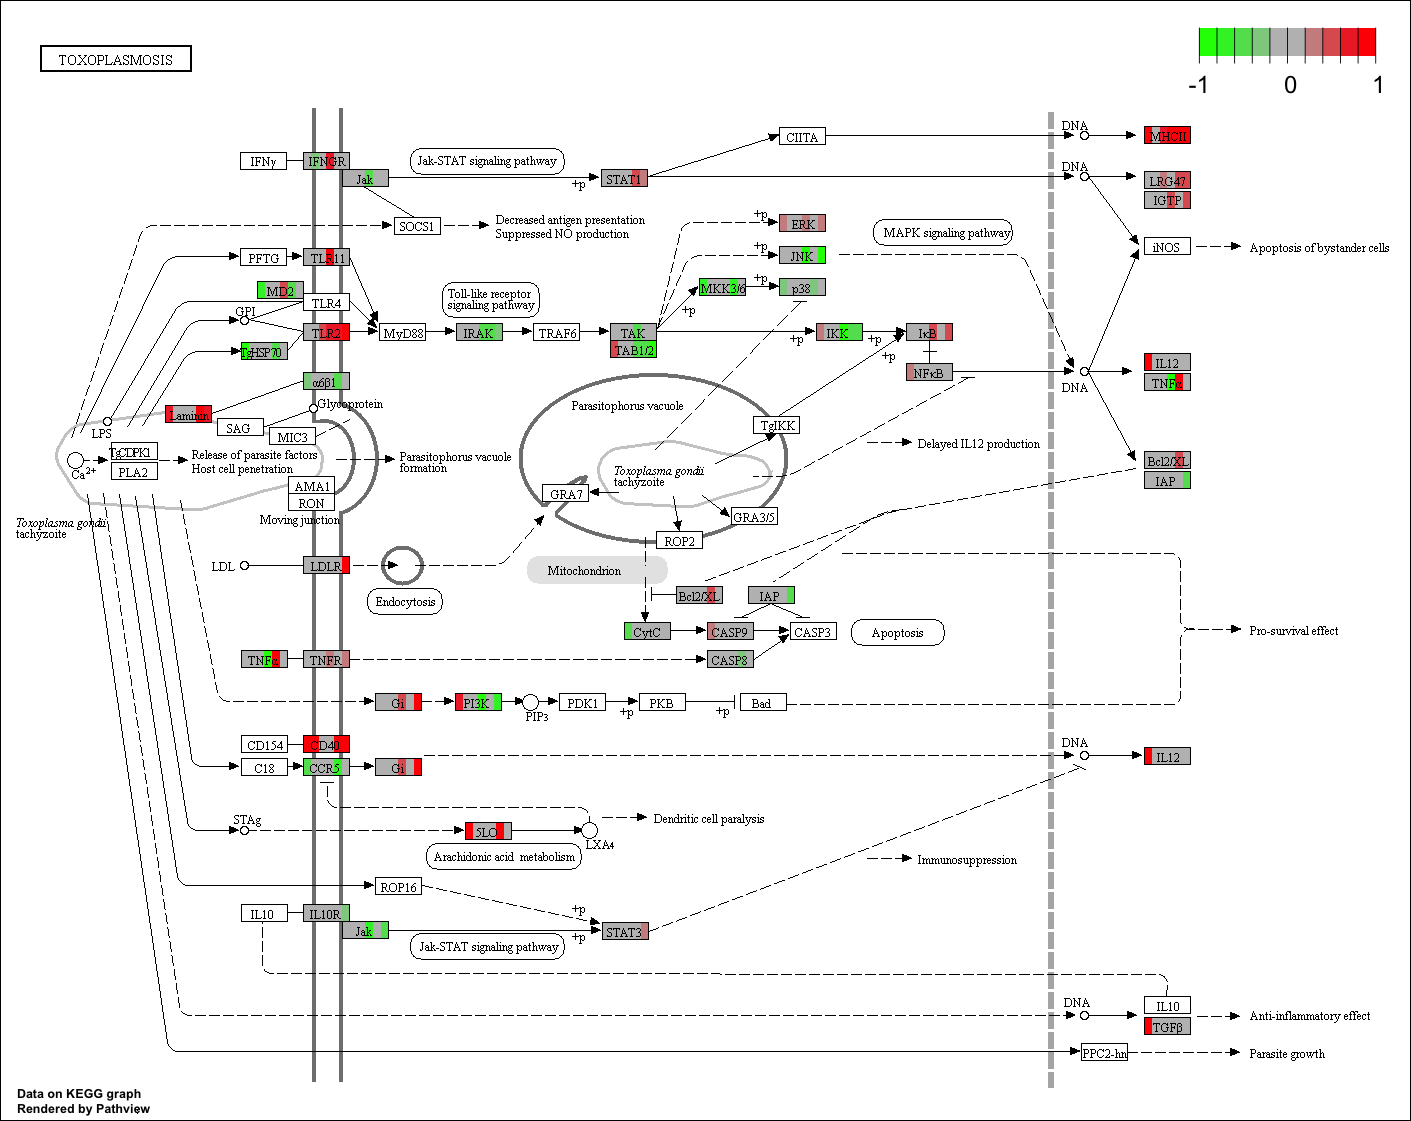 TOXOPLASMOSIS
-1 0 1
DNA
CIITA
MHCII
IFNγ
IFNGR
Jak-STAT signaling pathway
DNA
Jak
+p
STAT1
LRG47
IGTP
SOCS1
Decreased antigen presentation
Suppressed NO production
+p
ERK
MAPK signaling pathway
PFTG
TLR11
+p
JNK
iNOS
Apoptosis of bystander cells
MD2
TLR4
Toll-like receptor
signaling pathway
MKK3/6
+p
p38
+p
GPI
TLR2
MyD88
IRAK
TRAF6
TAK
TAB1/2
+p
IKK
+p
IκB
+p
TgHSP70
NFκB
IL12
TNFα
DNA
α6β1
Glycoprotein
Laminin
SAG
MIC3
LPS
Parasitophorus vacuole
TgIKK
Delayed IL12 production
TgCDPK1
PLA2
Ca2+
Release of parasite factors
Host cell penetration
Parasitophorus vacuole
formation
Toxoplasma gondii
tachyzoite
Bcl2/XL
IAP
AMA1
RON
Moving junction
GRA7
GRA3/5
ROP2
Toxoplasma gondii
tachyzoite
LDL
LDLR
Endocytosis
Mitochondrion
Bcl2/XL
IAP
CytC
CASP9
CASP3
Apoptosis
Pro-survival effect
TNFα
TNFR
CASP8
Gi
PI3K
PIP3
PDK1
+p
PKB
+p
Bad
CD154
CD40
C18
CCR5
Gi
DNA
IL12
STAg
5LO
LXA4
Dendritic cell paralysis
Arachidonic acid metabolism
Immunosuppression
ROP16
IL10
IL10R
Jak
+p
+p
STAT3
Jak-STAT signaling pathway
DNA
IL10
TGFβ
Anti-inflammatory effect
PPC2-hn
Parasite growth
Data on KEGG graph
Rendered by Pathview